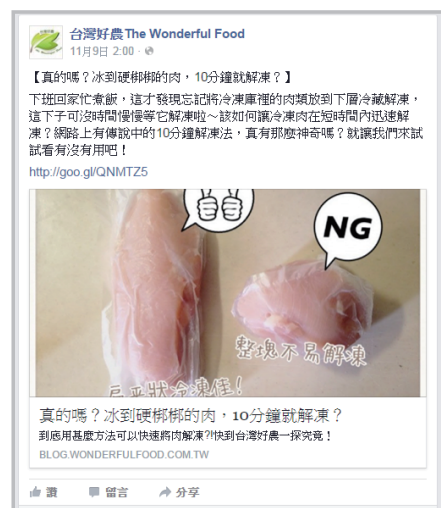 台灣好農The Wonderful Food
11月9日 2:00 ·
【真的嗎？冰到硬梆梆的肉，10分鐘就解凍？】
下班回家忙煮飯，這才發現忘記將冷凍庫裡的肉類放到下層冷藏解凍，
這下子可沒時間慢慢等它解凍啦～該如何讓冷凍肉在短時間內迅速解
凍？網路上有傳說中的10分鐘解凍法，真有那麼神奇嗎？就讓我們來試
試看有沒有用吧！
http://goo.gl/QNMTZ5
NG
整塊不易解凍
扁平狀冷凍佳！
真的嗎？冰到硬梆梆的肉，10分鐘就解凍？
到底用甚麼方法可以快速將肉解凍?!快到台灣好農一探究竟！
BLOG.WONDERFULFOOD.COM.TW
讚 留言 分享